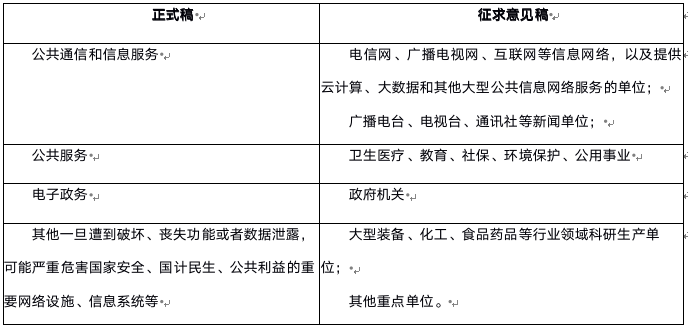 正式稿
征求意见稿
公共通信和信息服务
电信网、广播电视网、互联网等信息网络，以及提供
云计算、大数据和其他大型公共信息网络服务的单位；
广播电台、电视台、通讯社等新闻单位；
公共服务
卫生医疗、教育、社保、环境保护、公用事业
电子政务
政府机关
其他一旦遭到破坏、丧失功能或者数据泄露，
可能严重危害国家安全、国计民生、公共利益的重
要网络设施、信息系统等
大型装备、化工、食品药品等行业领域科研生产单
位；
其他重点单位。